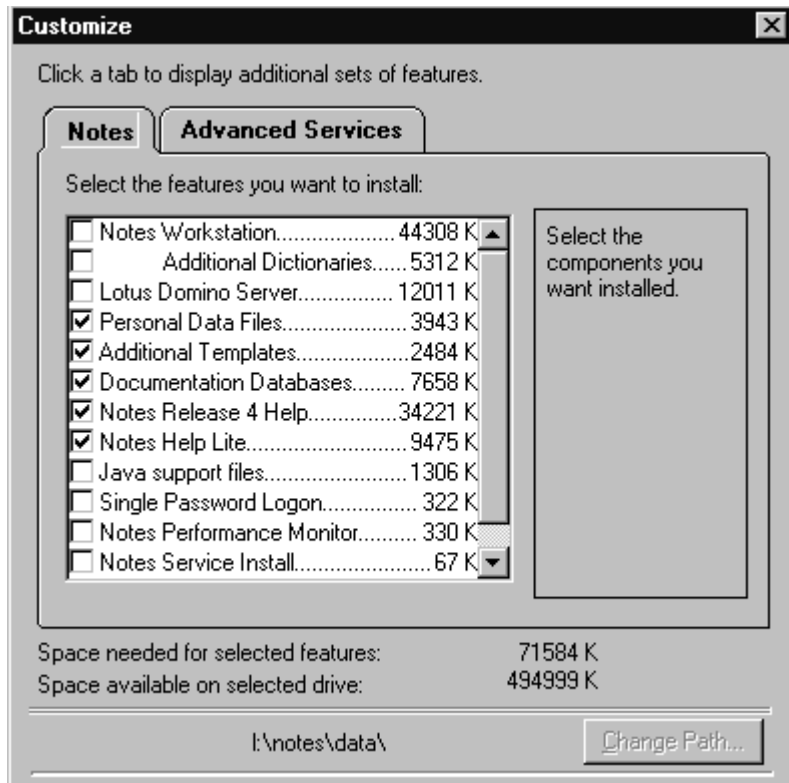 Customize
Click a tab to display additional sets of features.
Notes
Advanced Services
Select the features you want to install:
Notes Workstation....................44308 K
Additional Dictionaries......5312 K
Lotus Domino Server................ 12011 K
Personal Data Files......................3943 K
Additional Templates...................2484 K
Documentation Databases......... 7658 K
Notes Release 4 Help...............34221 K
Notes Help Lite............................9475 K
Java support files.........................1306 K
Single Password Logon................ 322 K
Notes Performance Monitor.......... 330 K
Notes Service Install.......................67 K
Select the
components you
want installed.
Space needed for selected features: 71584 K
Space available on selected drive: 494999 K
I:\notes\data\
Change Path...